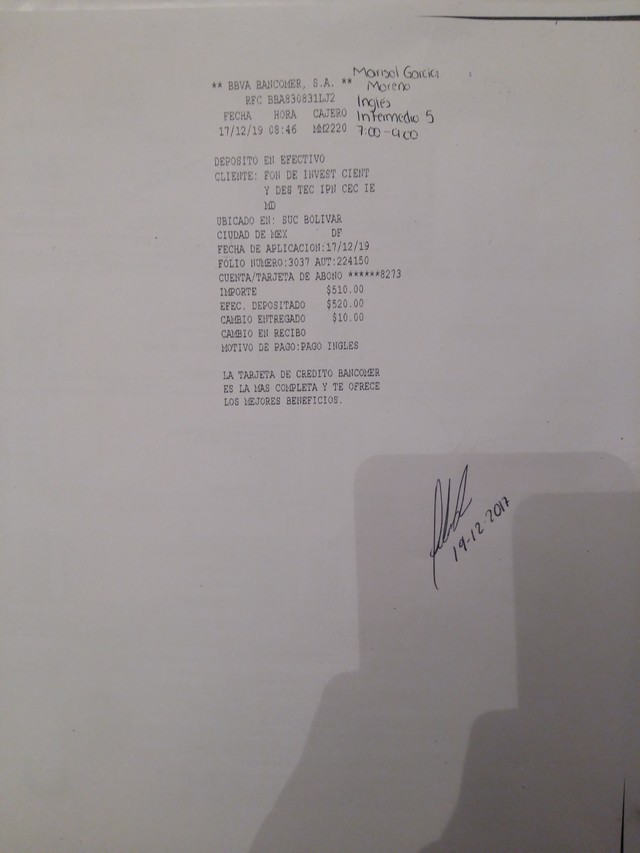 ** BBVA BANCOMER, S.A. **
RFC BBA830831LJ2
FECHA HORA CAJERO
17/12/19 08:46 MM2220
Marisol Garcia
Moreno
Ingles
Intermedio 5
7:00-9:00
DEPOSITO EN EFECTIVO
CLIENTE: FON DE INVEST CIENT
Y DES TEC IPN CEC IE
MD
UBICADO EN: SUC BOLIVAR
CIUDAD DE MEX DF
FECHA DE APLICACION:17/12/19
FOLIO NUMERO:3037 AUT:224150
CUENTA/TARJETA DE ABONO ******8273
IMPORTE $510.00
EFEC. DEPOSITADO $520.00
CAMBIO ENTREGADO $10.00
CAMBIO EN RECIBO
MOTIVO DE PAGO:PAGO INGLES
LA TARJETA DE CREDITO BANCOMER
ES LA MAS COMPLETA Y TE OFRECE
LOS MEJORES BENEFICIOS.
19-12-2017